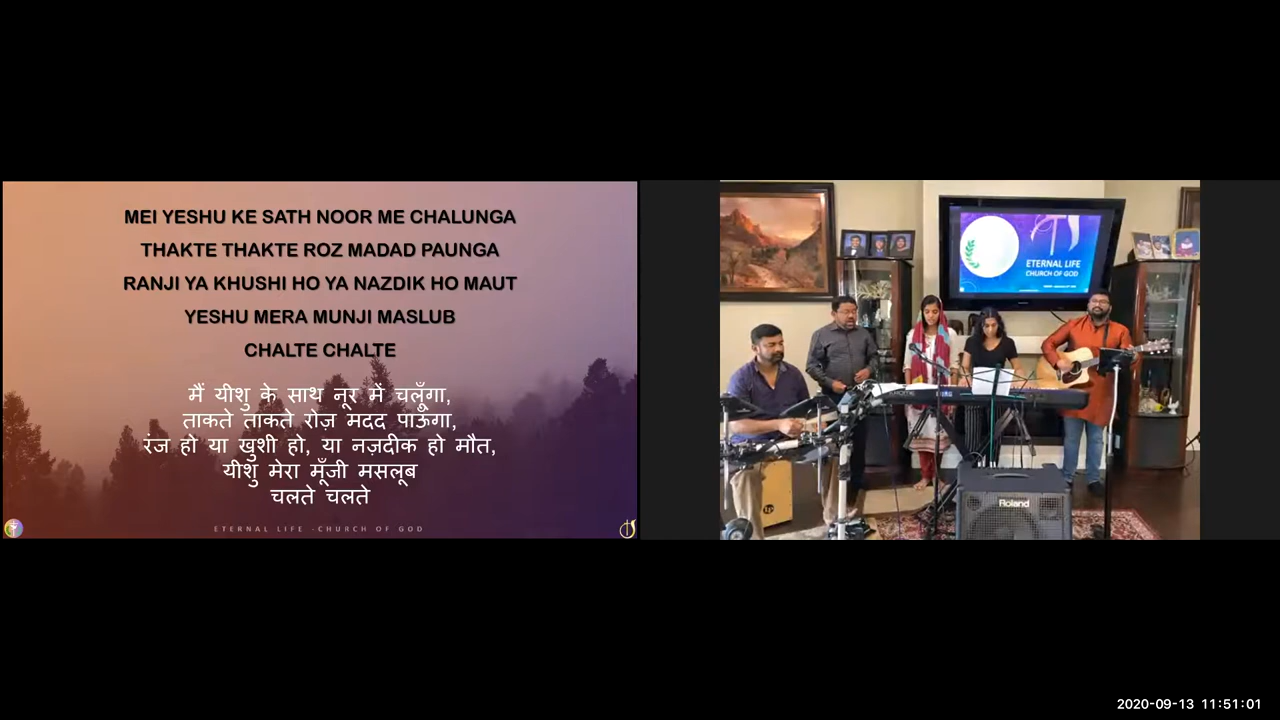 MEI YESHU KE SATH NOOR ME CHALUNGA
THAKTE THAKTE ROZ MADAD PAUNGA
RANJI YA KHUSHI HO YA NAZDIK HO MAUT
YESHU MERA MUNJI MASLUB
CHALTE CHALTE
मैं यीशु के साथ नूर में चलूँगा,
ताकते ताकते रोज़ मदद पाऊँगा,
रंज हो या खुशी हो, या नज़दीक हो मौत,
यीशु मेरा मूँजी मसलूब
चलते चलते
ETERNAL LIFE -CHURCH OF GOD
ETERNAL LIFE
CHURCH OF GOD
Roland
2020-09-13 11:51:01